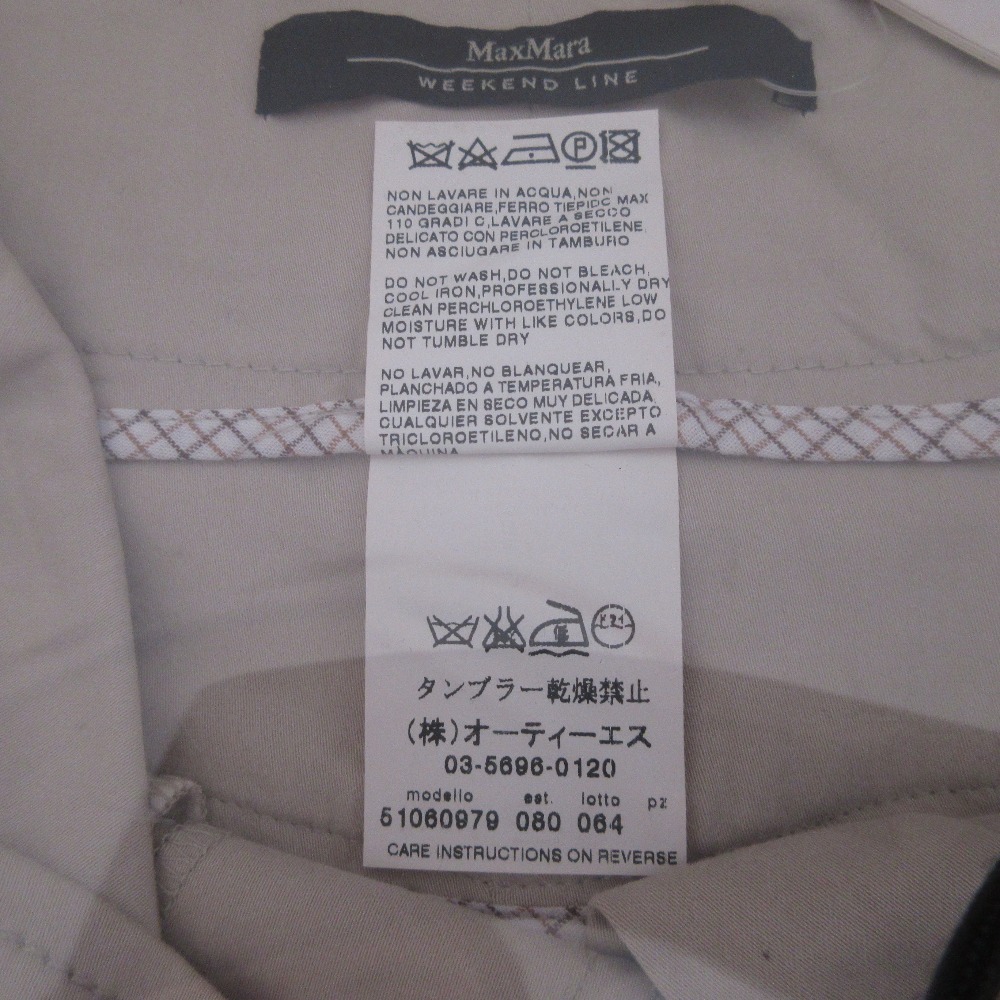 MaxMara
WEEKEND LINE
P
NON LAVARE IN ACQUA,NON
CANDEGGIARE,FERRO TIEPIDO MAX
110 GRADI C,LAVARE A SECCO
DELICATO CON PERCLOROETILENE,
NON ASCIUGARE IN TAMBURO
DO NOT WASH,DO NOT BLEACH,
COOL IRON,PROFESSIONALLY DRY
CLEAN PERCHLOROETHYLENE LOW
MOISTURE WITH LIKE COLORS,DO
NOT TUMBLE DRY
NO LAVAR,NO BLANQUEAR,
PLANCHADO A TEMPERATURA FRIA,
LIMPIEZA EN SECO MUY DELICADA,
CUALQUIER SOLVENTE EXCEPTO
TRICLOROETILENO,NO SECAR A
MAQUINA
タンブラー乾燥禁止
(株)オーティーエス
03-5696-0120
modello est. lotto pz
51060979 080 064
CARE INSTRUCTIONS ON REVERSE